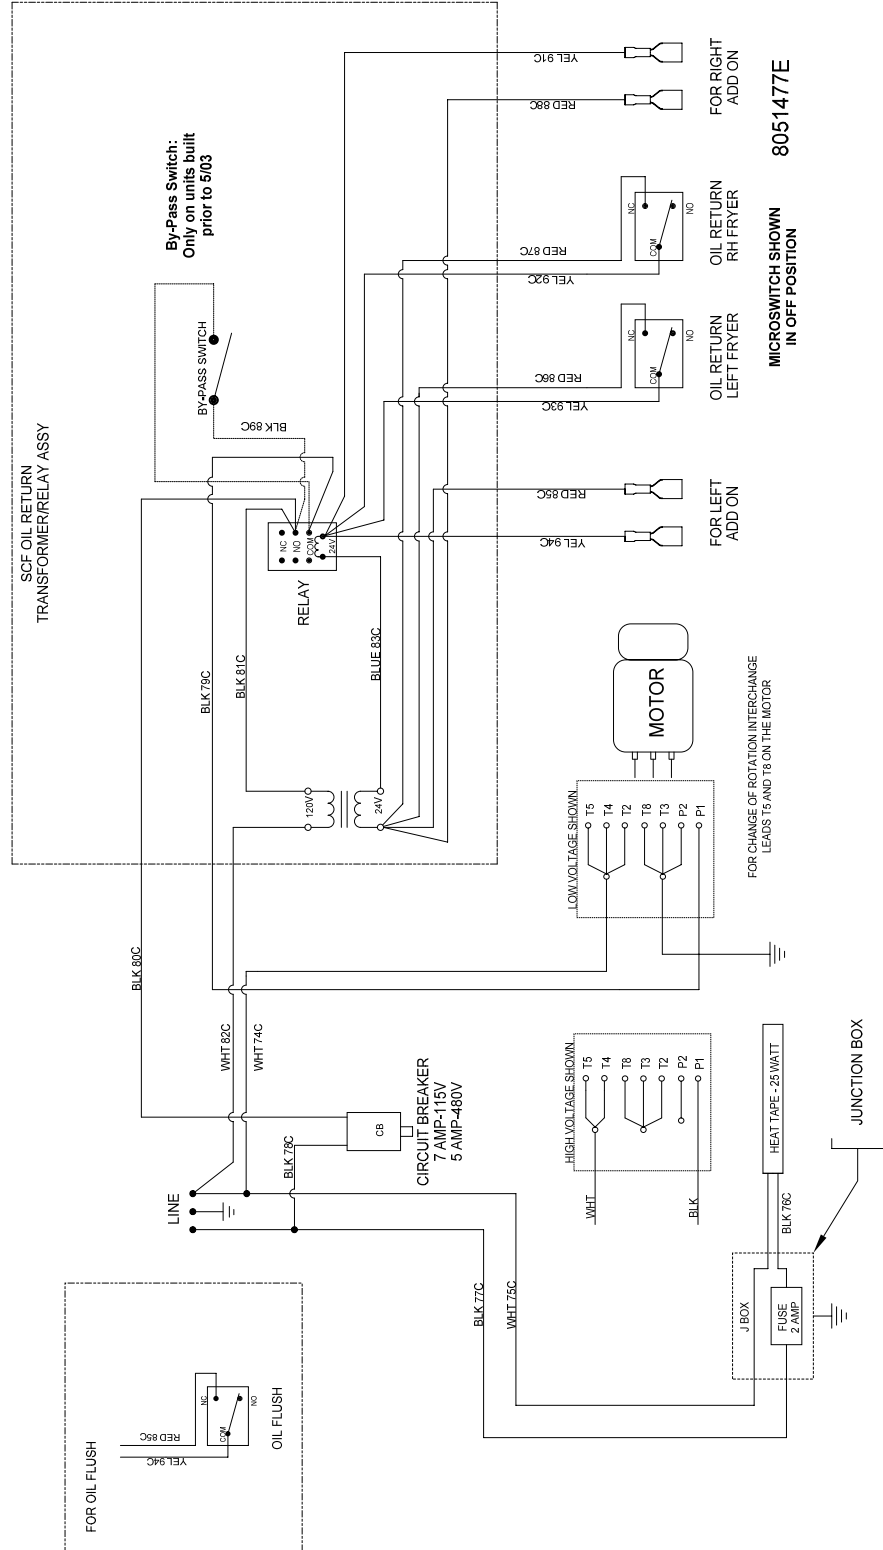 SCF OIL RETURN
TRANSFORMER/RELAY ASSY
By-Pass Switch:
Only on units built
prior to 5/03
BY-PASS SWITCH
BLK 89C
BLK 80C
BLK 79C
BLK 81C
BLUE 83C
RELAY
NC
NO
COM
24V
120V
24V
YEL 91C
RED 88C
FOR RIGHT
ADD ON
8051477E
RED 87C
YEL 92C
NC
COM
NO
OIL RETURN
RH FRYER
RED 86C
YEL 93C
NC
COM
NO
OIL RETURN
LEFT FRYER
MICROSWITCH SHOWN
IN OFF POSITION
RED 85C
YEL 94C
FOR LEFT
ADD ON
MOTOR
LOW VOLTAGE SHOWN
T5
T4
T2
T8
T3
P2
P1
FOR CHANGE OF ROTATION INTERCHANGE
LEADS T5 AND T8 ON THE MOTOR
WHT 82C
WHT 74C
LINE
BLK 78C
CB
CIRCUIT BREAKER
7 AMP-115V
5 AMP-480V
HIGH VOLTAGE SHOWN
T5
T4
T8
T3
T2
P2
P1
WHT
BLK
HEAT TAPE - 25 WATT
BLK 76C
JUNCTION BOX
J BOX
FUSE
2 AMP
BLK 77C
WHT 75C
FOR OIL FLUSH
RED 85C
YEL 94C
NC
COM
NO
OIL FLUSH